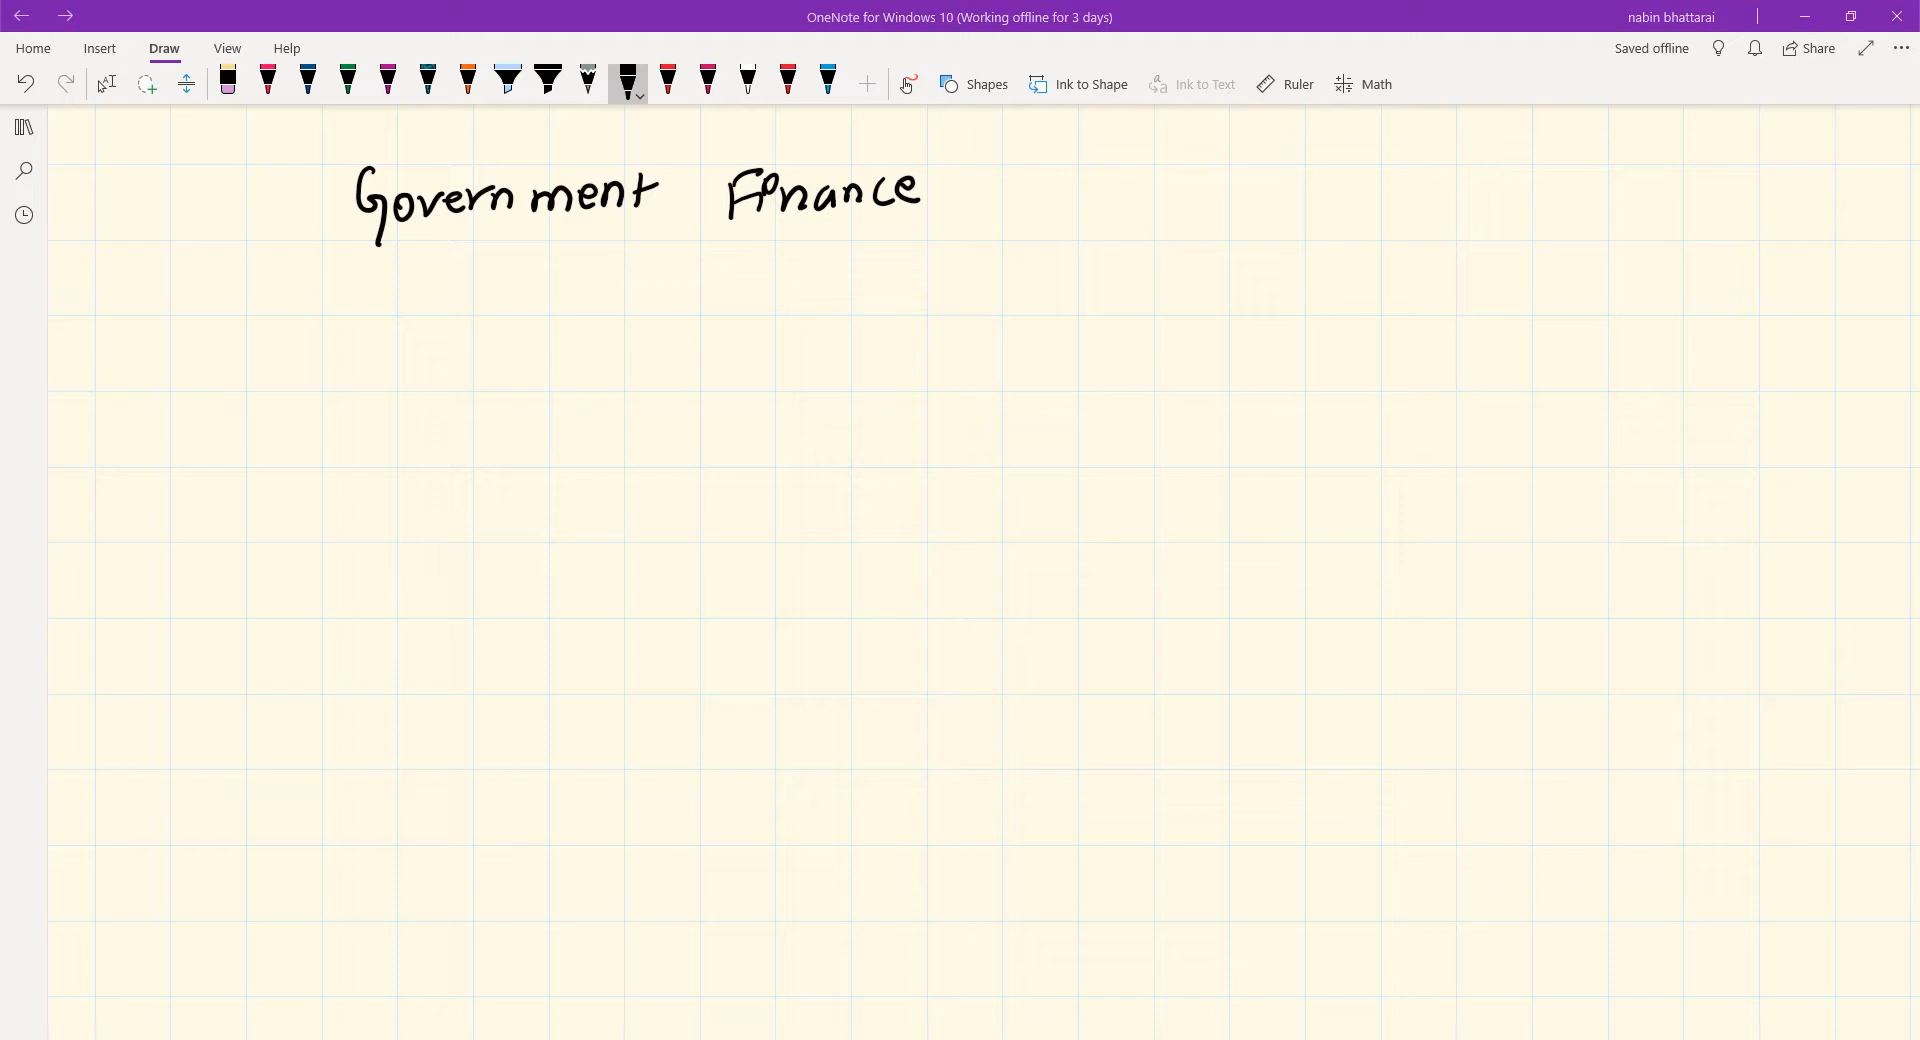 OneNote for Windows 10 (Working offline for 3 days)
nabin bhattarai
Home Insert Draw View Help
Saved offline Share
Shapes Ink to Shape Ink to Text Ruler Math
Government Finance